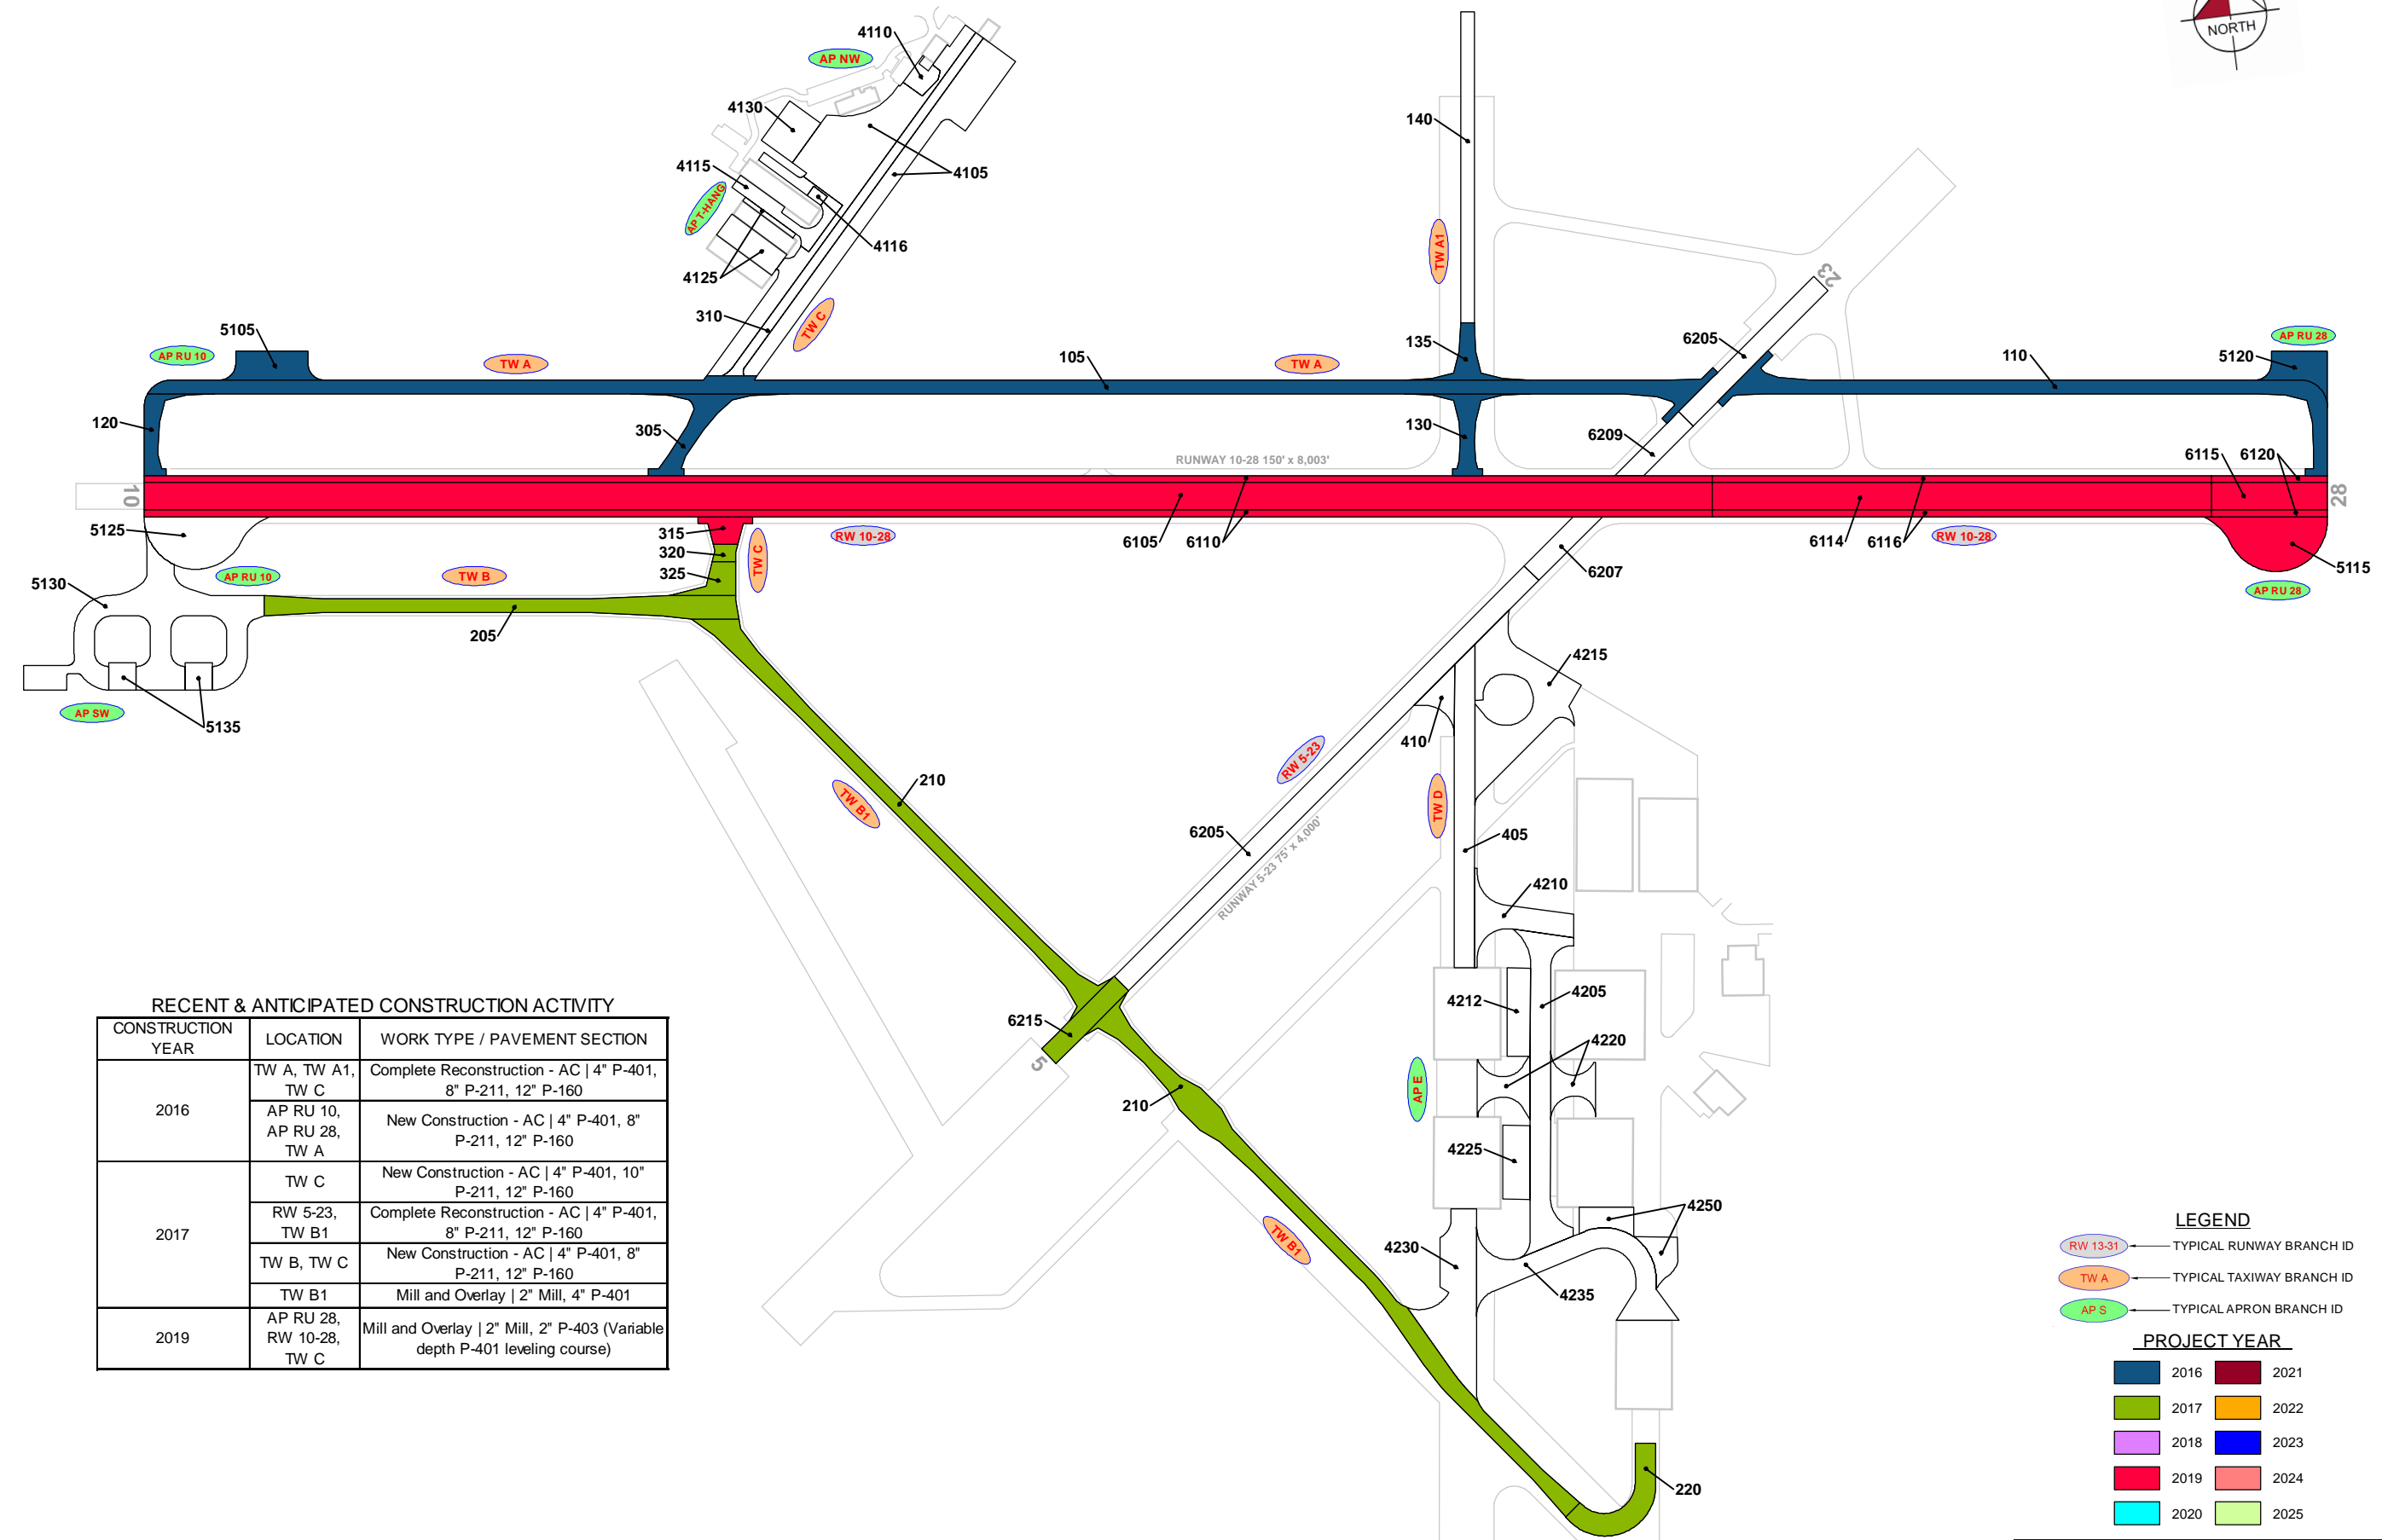 NORTH
4110
AP NW
4130
140
4115
4105
AP T-HANG
4116
TW A1
4125
23
310
TW C
5105
AP RU 10
TW A
105
TW A
135
6205
110
5120
AP RU 28
120
305
130
6209
RUNWAY 10-28 150' x 8,003'
6115
6120
10
28
5125
315
320
325
TW C
RW 10-28
6105
6110
6114
6116
RW 10-28
6207
5115
AP RU 28
5130
AP RU 10
TW B
205
4215
AP SW
5135
410
RW 5-23
210
TW B1
TW D
6205
RUNWAY 5-23 75' x 4,000'
405
4210
4212
4205
6215
5
4220
AP E
210
4225
4250
TW B1
4230
4235
220
RECENT & ANTICIPATED CONSTRUCTION ACTIVITY
CONSTRUCTION YEAR
LOCATION
WORK TYPE / PAVEMENT SECTION
2016
TW A, TW A1,
TW C
Complete Reconstruction - AC | 4" P-401,
8" P-211, 12" P-160
AP RU 10,
AP RU 28,
TW A
New Construction - AC | 4" P-401, 8"
P-211, 12" P-160
2017
TW C
New Construction - AC | 4" P-401, 10"
P-211, 12" P-160
RW 5-23,
TW B1
Complete Reconstruction - AC | 4" P-401,
8" P-211, 12" P-160
TW B, TW C
New Construction - AC | 4" P-401, 8"
P-211, 12" P-160
TW B1
Mill and Overlay | 2" Mill, 4" P-401
2019
AP RU 28,
RW 10-28,
TW C
Mill and Overlay | 2" Mill, 2" P-403 (Variable
depth P-401 leveling course)
LEGEND
RW 13-31 TYPICAL RUNWAY BRANCH ID
TW A TYPICAL TAXIWAY BRANCH ID
AP S TYPICAL APRON BRANCH ID
PROJECT YEAR
2016 2021
2017 2022
2018 2023
2019 2024
2020 2025